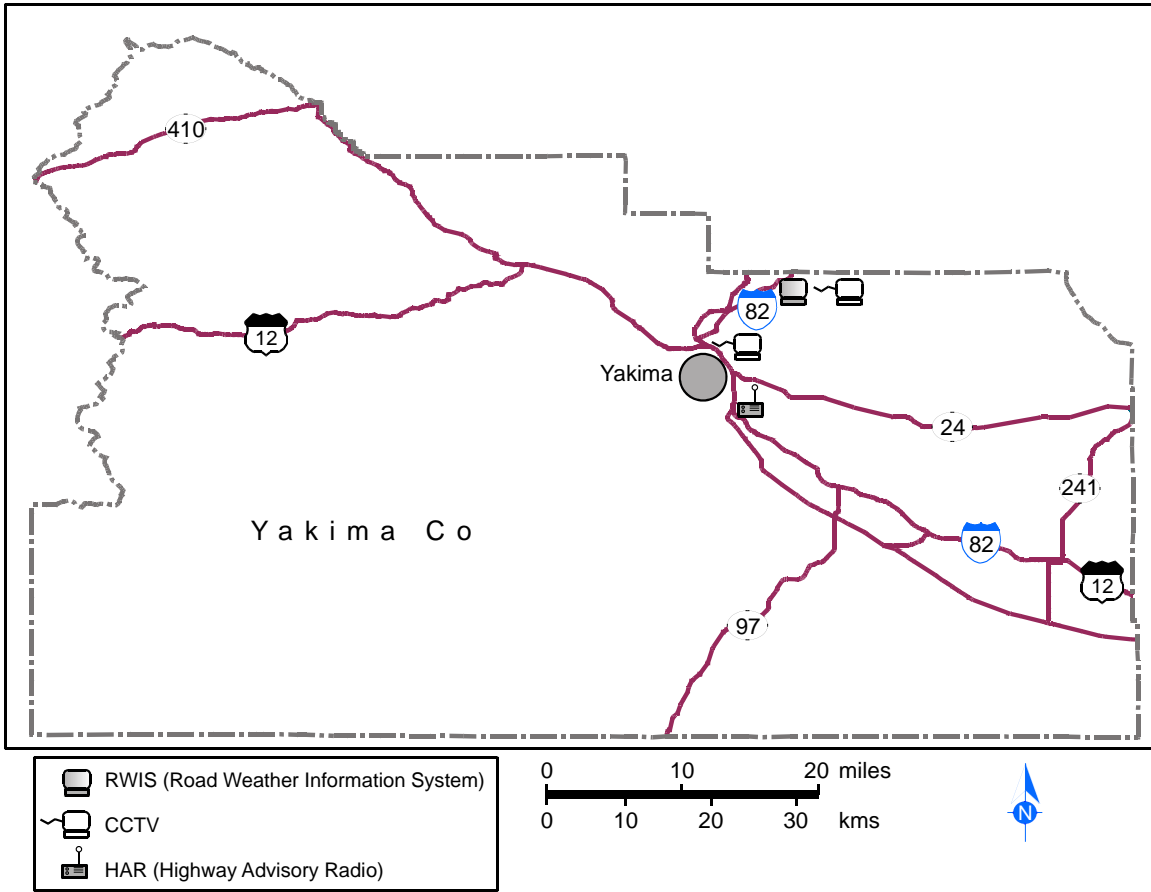 410
82
12
Yakima
24
241
Yakima Co
82
12
97
RWIS (Road Weather Information System)
CCTV
HAR (Highway Advisory Radio)
0 10 20 miles
0 10 20 30 kms
N